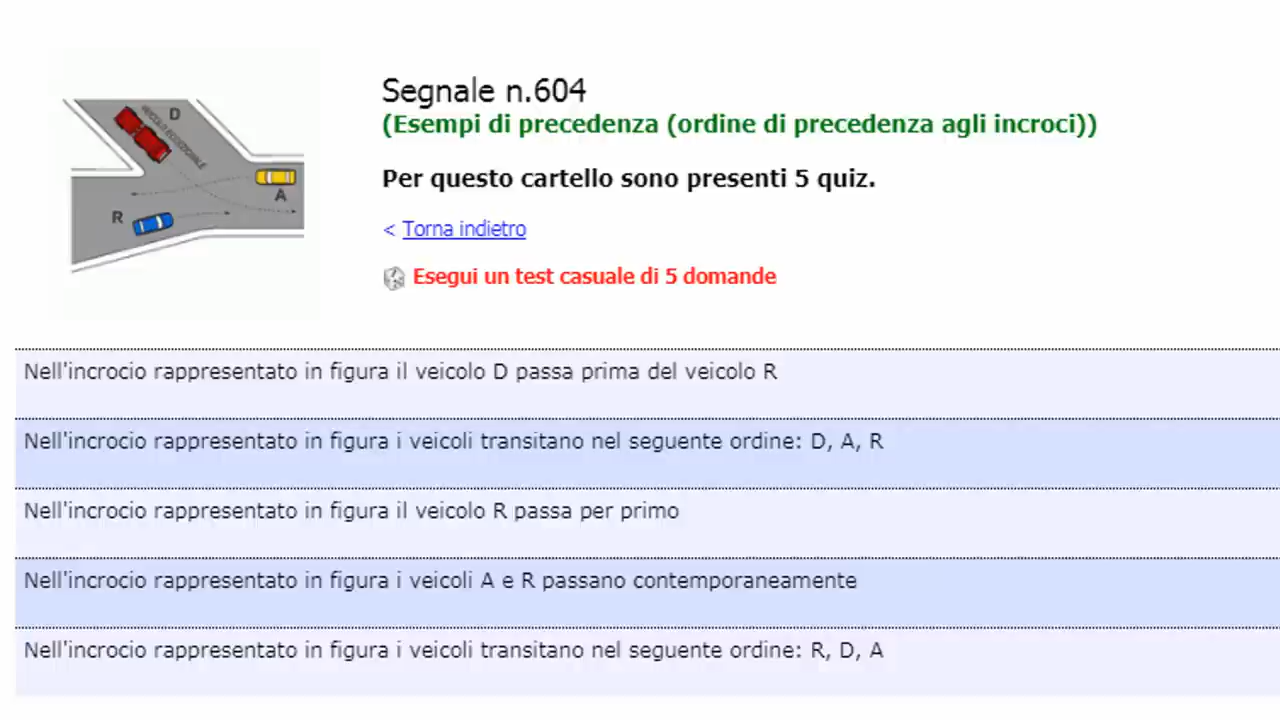 D
VEICOLO ECCEZIONALE
A
R
Segnale n.604
(Esempi di precedenza (ordine di precedenza agli incroci))
Per questo cartello sono presenti 5 quiz.
< Torna indietro
Esegui un test casuale di 5 domande
Nell'incrocio rappresentato in figura il veicolo D passa prima del veicolo R
Nell'incrocio rappresentato in figura i veicoli transitano nel seguente ordine: D, A, R
Nell'incrocio rappresentato in figura il veicolo R passa per primo
Nell'incrocio rappresentato in figura i veicoli A e R passano contemporaneamente
Nell'incrocio rappresentato in figura i veicoli transitano nel seguente ordine: R, D, A